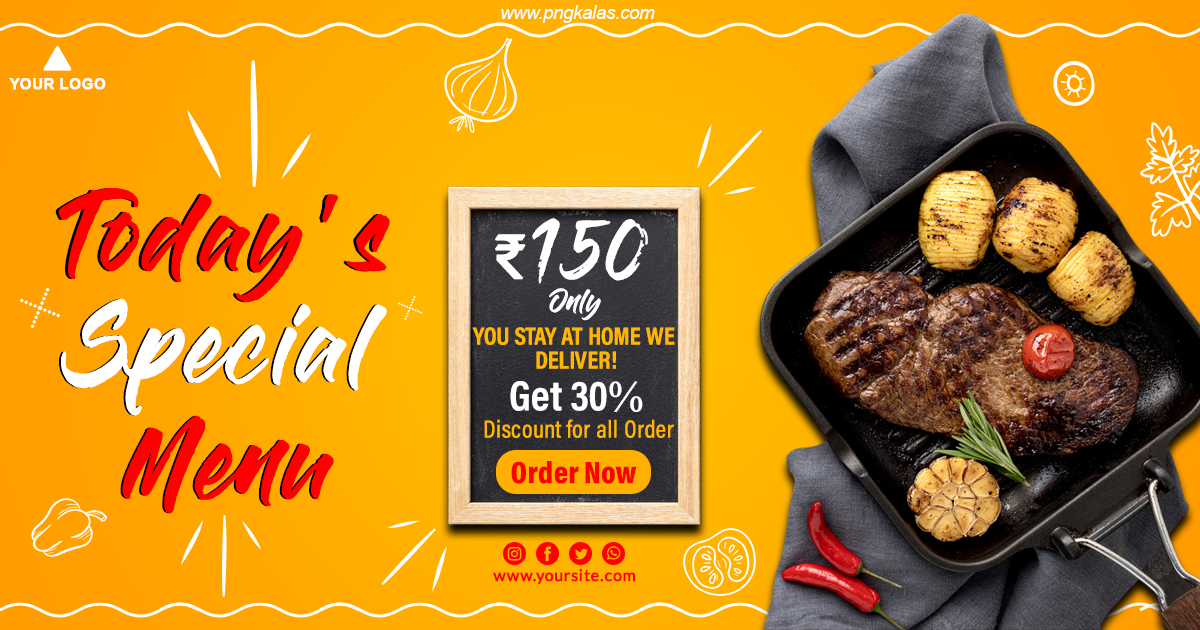 www.pngkalas.com
YOUR LOGO
Today's
Special
Menu
₹150
Only
YOU STAY AT HOME WE
DELIVER!
Get 30%
Discount for all Order
Order Now
www.yoursite.com